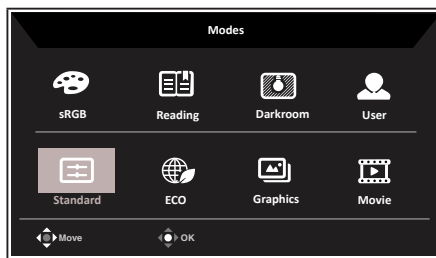 Modes
sRGB Reading Darkroom User
Standard ECO Graphics Movie
Move OK